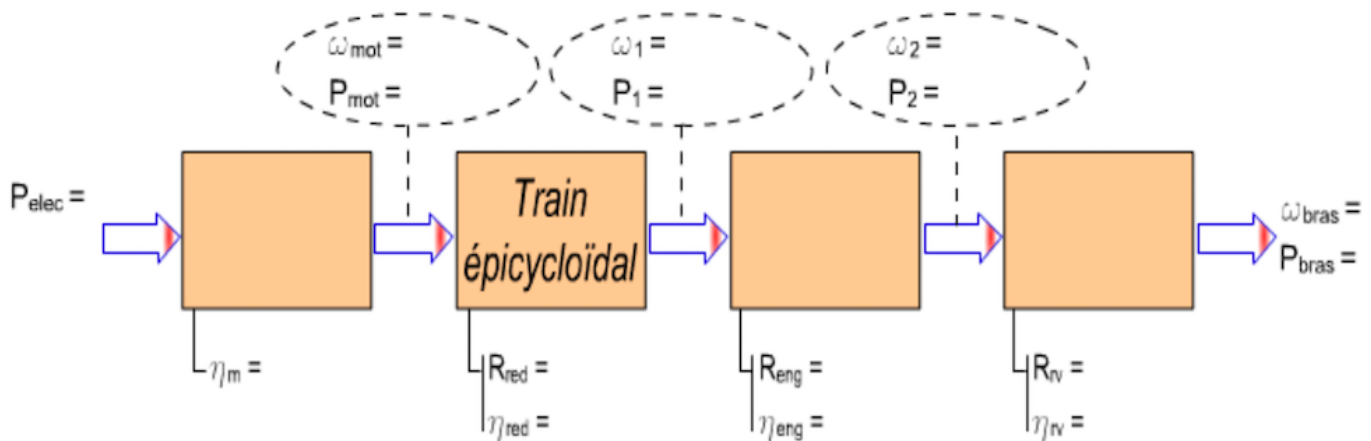 ωmot =
Pmot =
ω1 =
P1 =
ω2 =
P2 =
Pelec =
Train
épicycloïdal
ωbras =
Pbras =
ηm =
Rred =
ηred =
Reng =
ηeng =
Rrv =
ηrv =